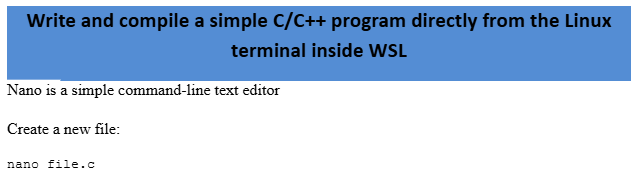 Write and compile a simple C/C++ program directly from the Linux
terminal inside WSL
Nano is a simple command-line text editor
Create a new file:
nano file.c